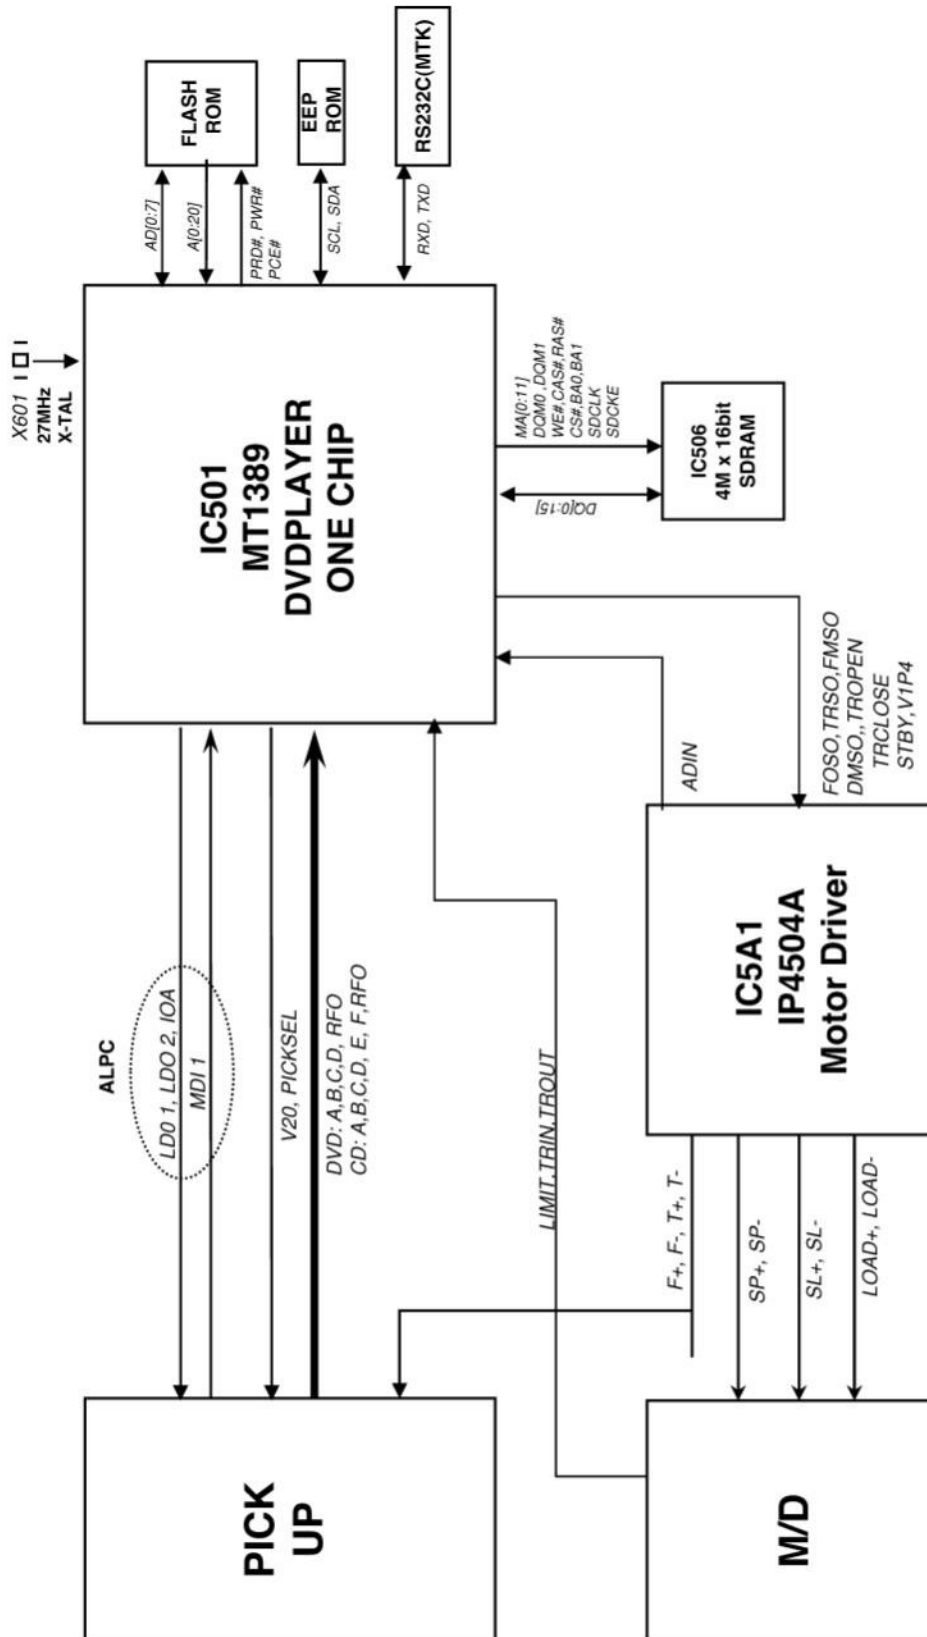 PICK
UP
M/D
ALPC
LD0 1, LDO 2, IOA
MDI 1
V20, PICKSEL
DVD: A,B,C,D, RFO
CD: A,B,C,D, E, F,RFO
LIMIT,TRIN,TROUT
F+, F-, T+, T-
SP+, SP-
SL+, SL-
LOAD+, LOAD-
IC5A1
IP4504A
Motor Driver
ADIN
FOSO,TRSO,FMSO
DMSO,,TROPEN
TRCLOSE
STBY,V1P4
X601
27MHz
X-TAL
IC501
MT1389
DVDPLAYER
ONE CHIP
DQ[0:15]
MA[0:11]
DQM0 ,DQM1
WE#,CAS#,RAS#
CS#,BA0,BA1
SDCLK
SDCKE
IC506
4M x 16bit
SDRAM
AD[0:7]
A[0:20]
PRD#, PWR#
PCE#
SCL, SDA
RXD, TXD
FLASH
ROM
EEP
ROM
RS232C(MTK)